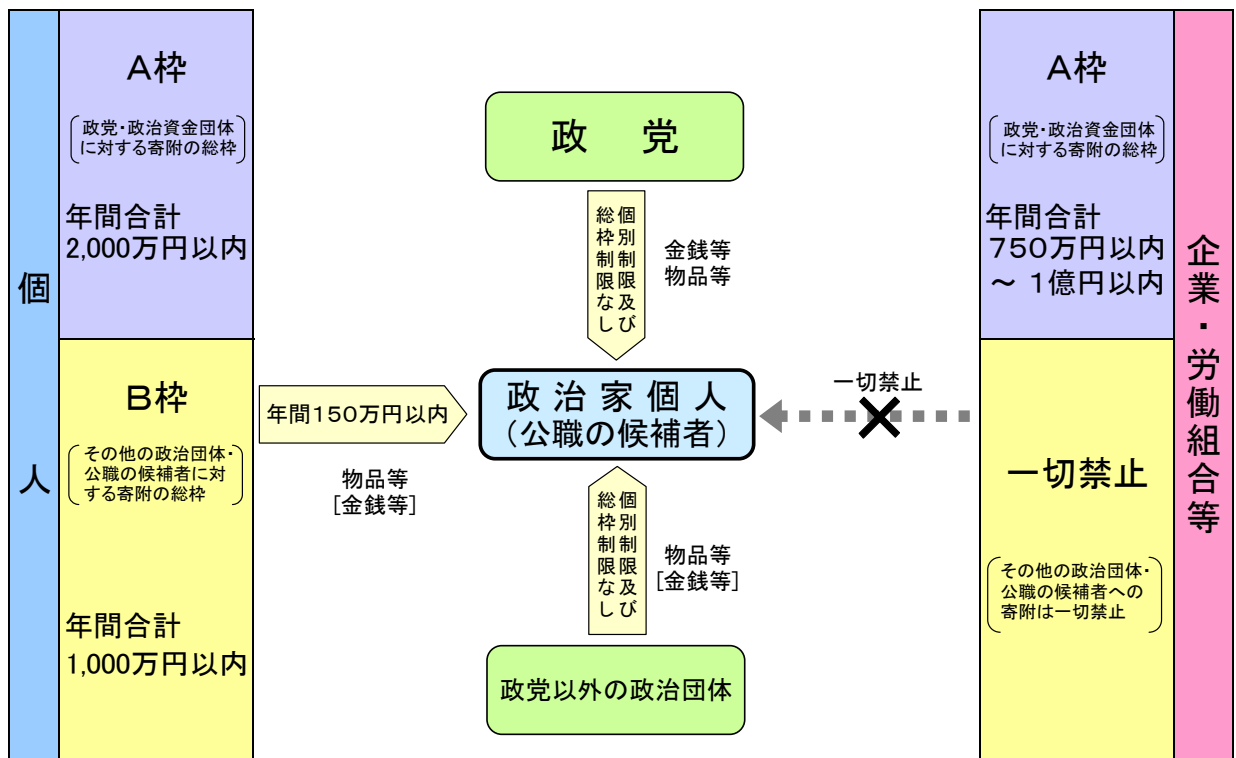 個人
A枠
政党・政治資金団体
に対する寄附の総枠
年間合計
2,000万円以内
B枠
その他の政治団体・
公職の候補者に対
する寄附の総枠
年間合計
1,000万円以内
年間150万円以内
物品等
[金銭等]
政　党
個別制限及び
総枠制限なし
金銭等
物品等
政治家個人
（公職の候補者）
個別制限及び
総枠制限なし
物品等
[金銭等]
政党以外の政治団体
一切禁止
A枠
政党・政治資金団体
に対する寄附の総枠
年間合計
750万円以内
～ 1億円以内
一切禁止
その他の政治団体・
公職の候補者への
寄附は一切禁止
企業・労働組合等